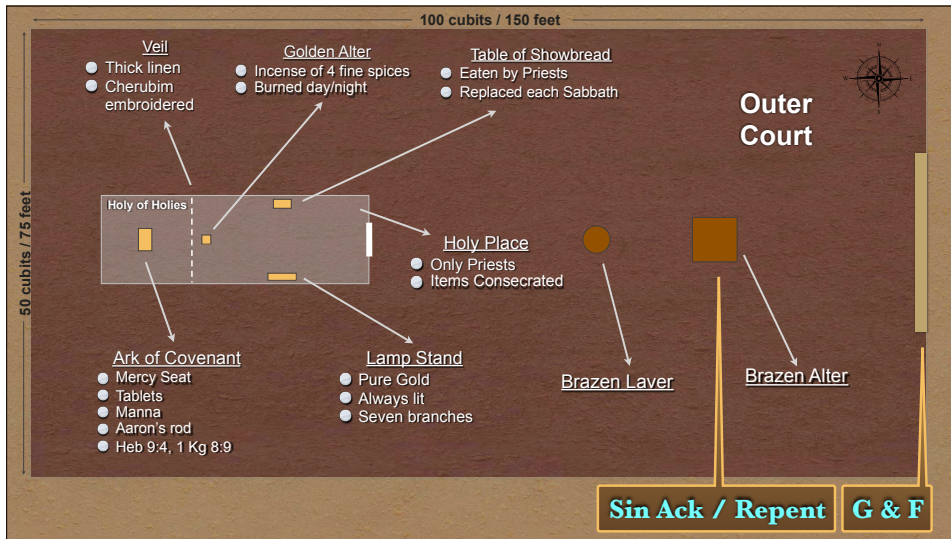 100 cubits / 150 feet
50 cubits / 75 feet
Veil
Thick linen
Cherubim
embroidered
Golden Alter
Incense of 4 fine spices
Burned day/night
Table of Showbread
Eaten by Priests
Replaced each Sabbath
N
W
E
S
Outer
Court
Holy of Holies
Holy Place
Only Priests
Items Consecrated
Ark of Covenant
Mercy Seat
Tablets
Manna
Aaron's rod
Heb 9:4, 1 Kg 8:9
Lamp Stand
Pure Gold
Always lit
Seven branches
Brazen Laver
Brazen Alter
Sin Ack / Repent
G & F